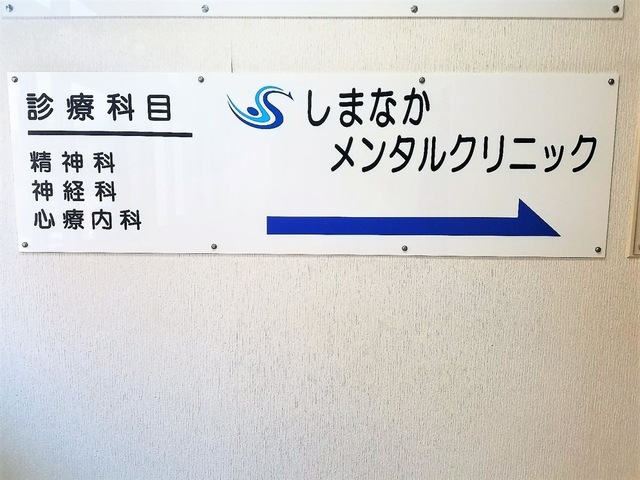 診療科目
精神科
神経科
心療内科
しまなか
メンタルクリニック